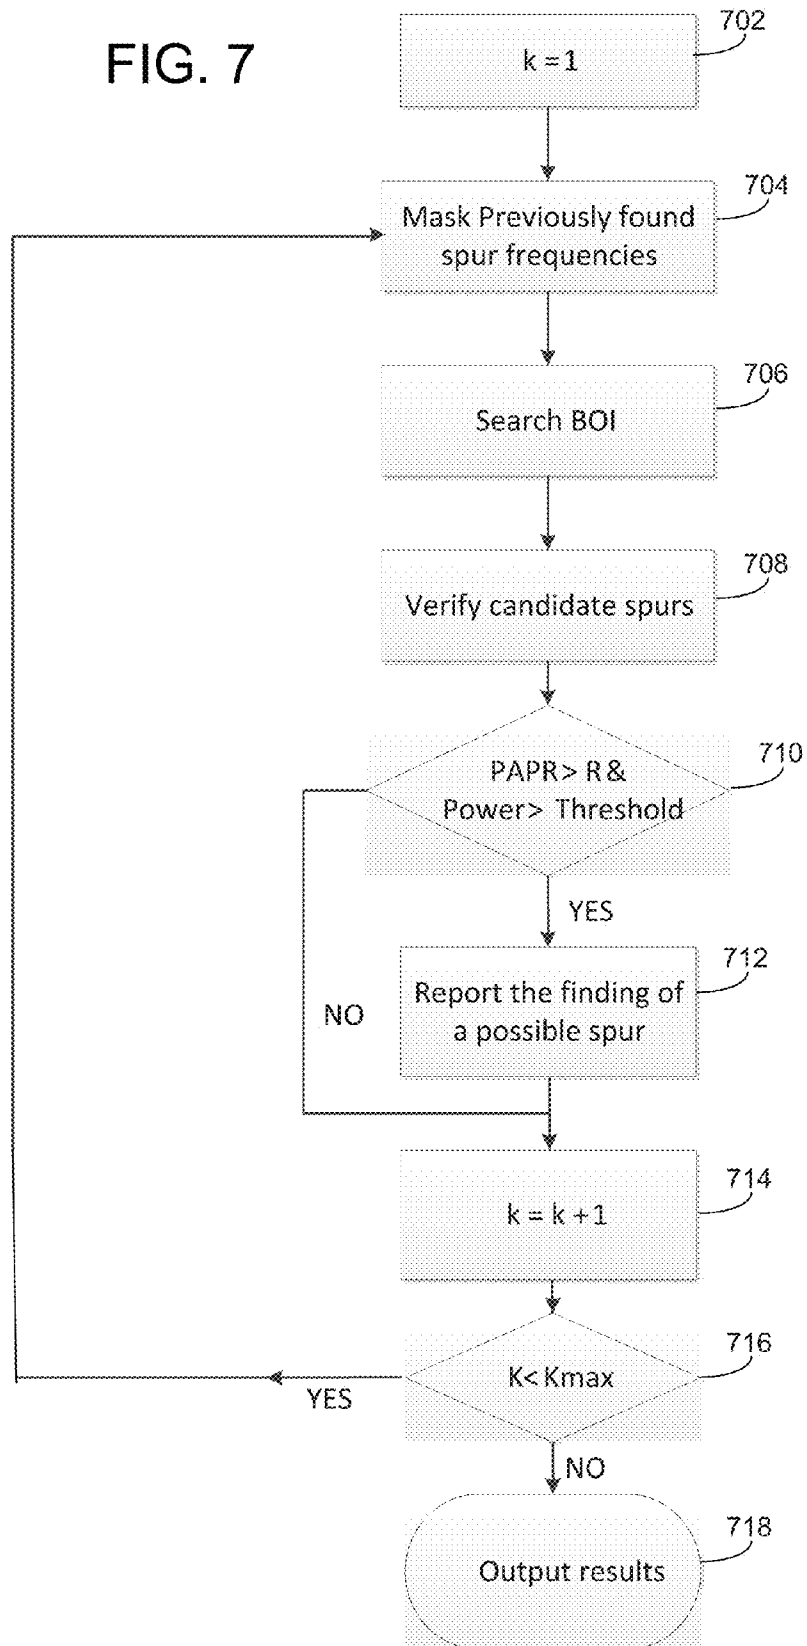 FIG. 7
702
k = 1
704
Mask Previously found
spur frequencies
706
Search BOI
708
Verify candidate spurs
710
PAPR> R &
Power> Threshold
YES
712
Report the finding of
a possible spur
NO
714
k = k + 1
716
K< Kmax
YES
NO
718
Output results